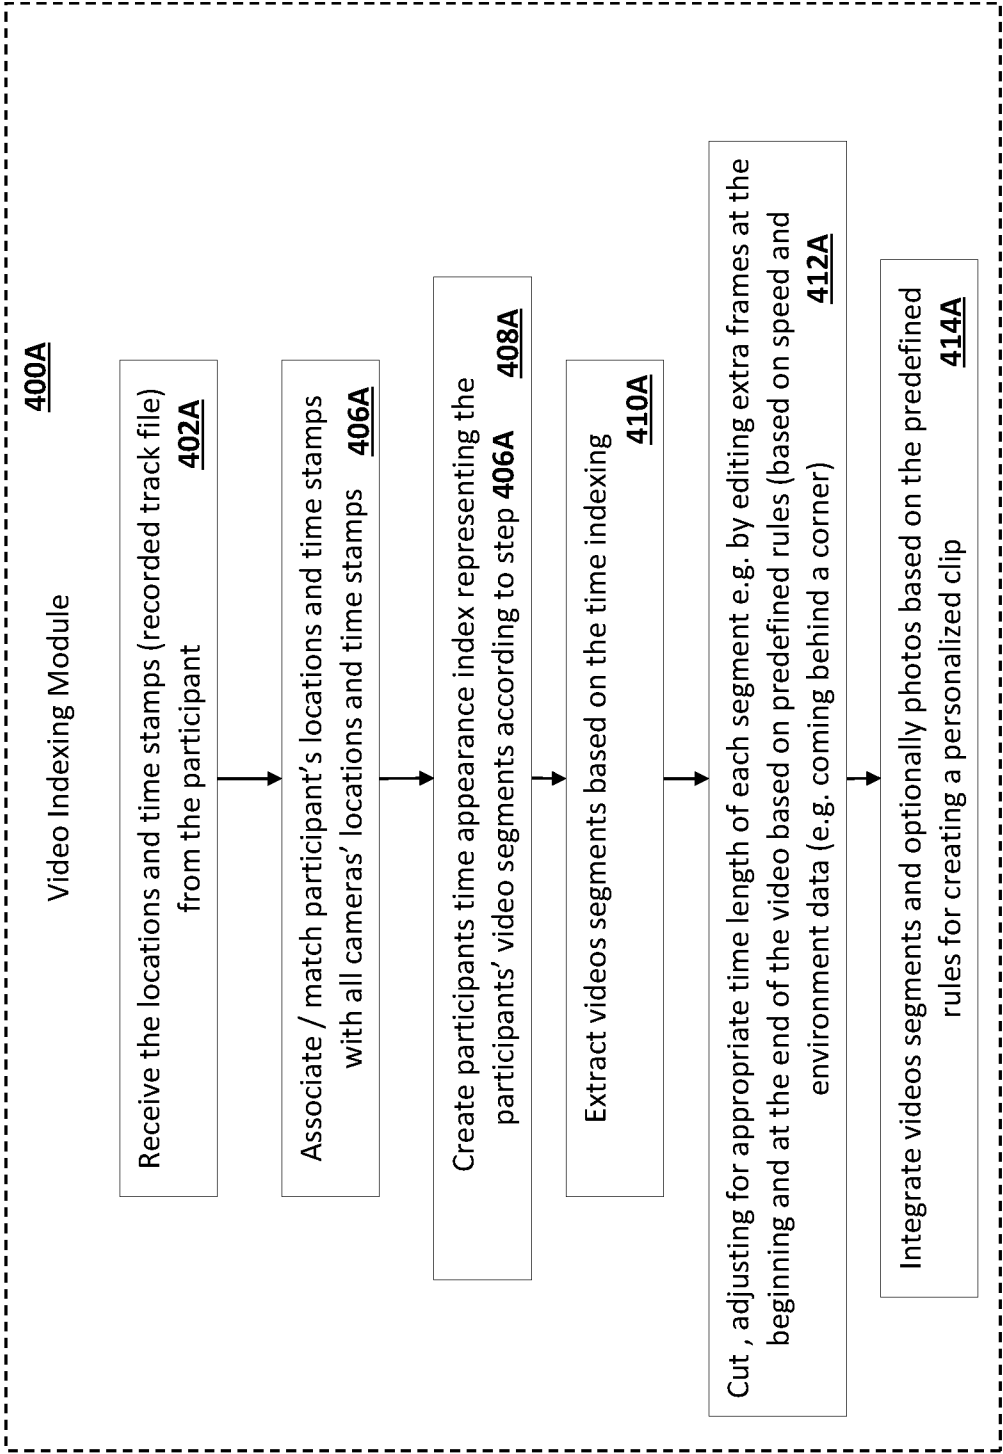 400A
Video Indexing Module
Receive the locations and time stamps (recorded track file)
from the participant
402A
Associate / match participant's locations and time stamps
with all cameras' locations and time stamps
406A
Create participants time appearance index representing the
participants' video segments according to step 406A
408A
Extract videos segments based on the time indexing
410A
Cut , adjusting for appropriate time length of each segment e.g. by editing extra frames at the
beginning and at the end of the video based on predefined rules (based on speed and
environment data (e.g. coming behind a corner)
412A
Integrate videos segments and optionally photos based on the predefined
rules for creating a personalized clip
414A